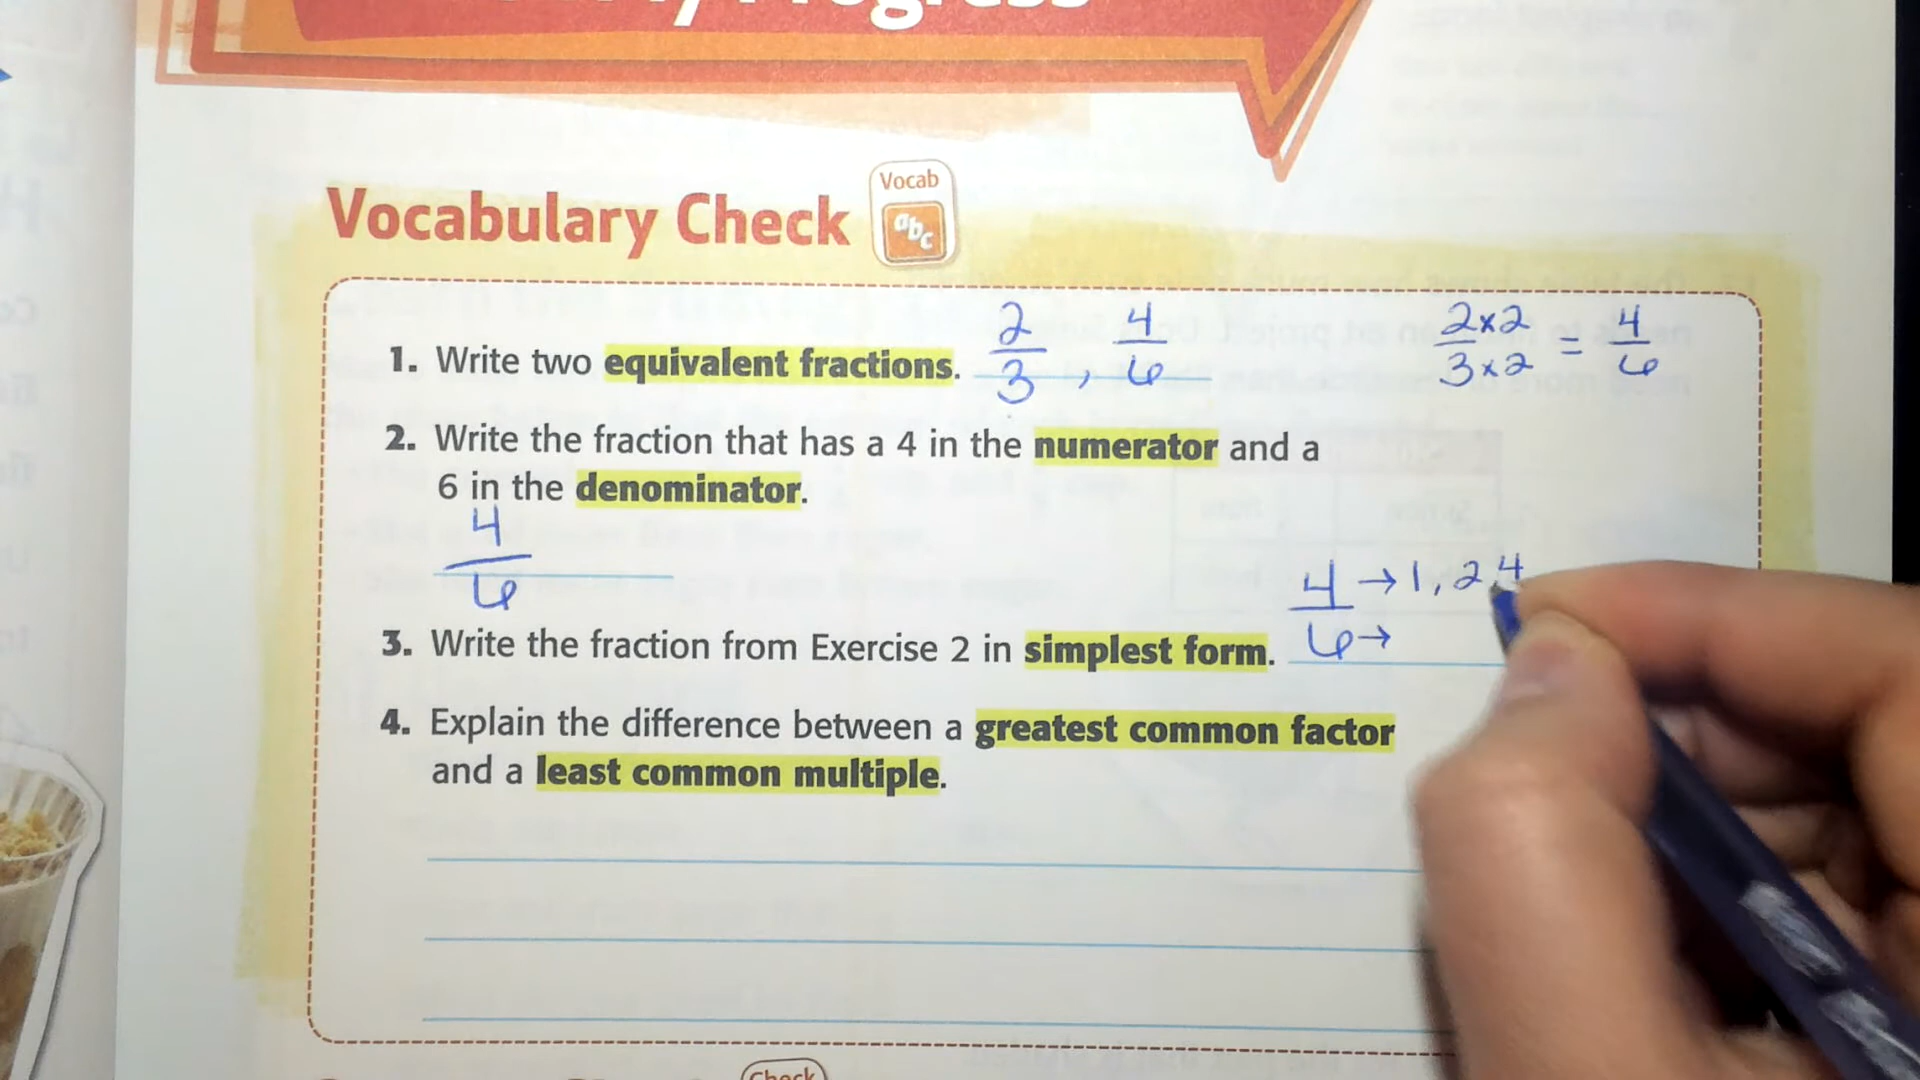 Progress
Vocabulary Check
Vocab
abc
1. Write two equivalent fractions. 2/3 , 4/6
2×2/3×2 = 4/6
2. Write the fraction that has a 4 in the numerator and a
6 in the denominator.
4/6
4 → 1, 2 4
6 →
3. Write the fraction from Exercise 2 in simplest form.
4. Explain the difference between a greatest common factor
and a least common multiple.
Check